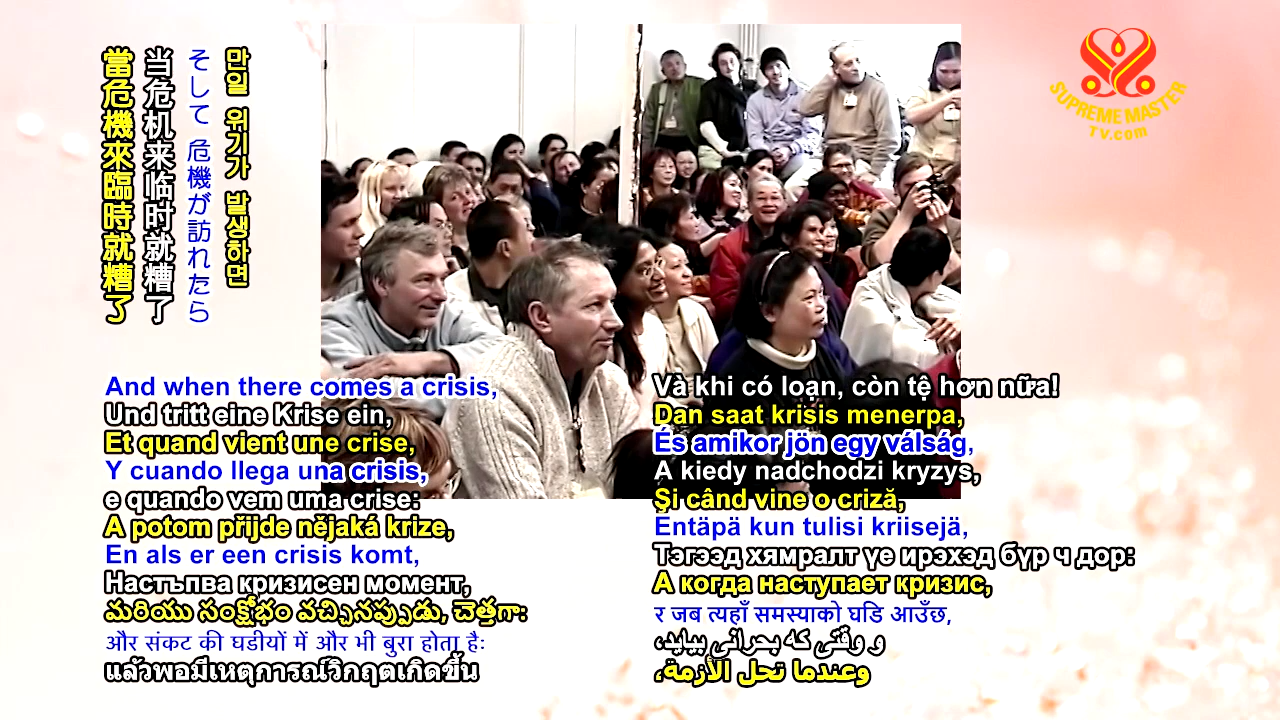 當危機來臨時就糟了
当危机来临时就糟了
そして 危機が訪れたら
만일 위기가 발생하면
SUPREME MASTER
TV.com
And when there comes a crisis,
Und tritt eine Krise ein,
Et quand vient une crise,
Y cuando llega una crisis,
e quando vem uma crise:
A potom přijde nějaká krize,
En als er een crisis komt,
Настъпва кризисен момент,
మరియు సంక్షోభం వచ్చినప్పుడు, చెత్తగా:
और संकट की घडीयों में और भी बुरा होता हैः
แล้วพอมีเหตุการณ์วิกฤตเกิดขึ้น
Và khi có loạn, còn tệ hơn nữa!
Dan saat krisis menerpa,
És amikor jön egy válság,
A kiedy nadchodzi kryzys,
Şi când vine o criză,
Entäpä kun tulisi kriisejä,
Тэгээд хямралт үе ирэхэд бүр ч дор:
А когда наступает кризис,
र जब त्यहाँ समस्याको घडि आउँछ,
و وقتی که بحرانی بیاید،
وعندما تحل الأزمة،